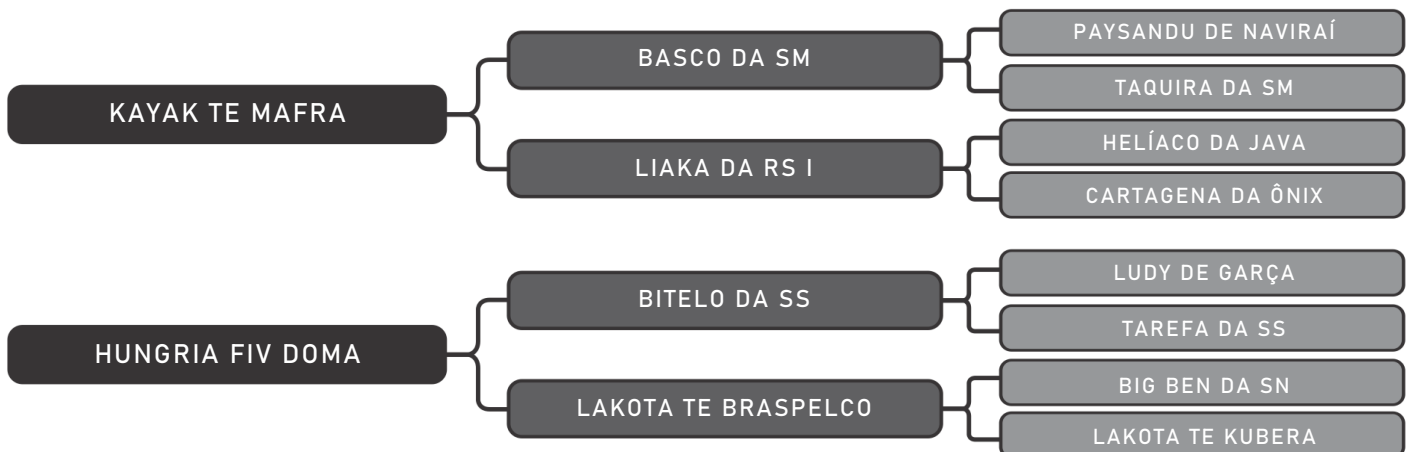 KAYAK TE MAFRA
BASCO DA SM
PAYSANDU DE NAVIRAÍ
TAQUIRA DA SM
LIAKA DA RS I
HELÍACO DA JAVA
CARTAGENA DA ÔNIX
HUNGRIA FIV DOMA
BITELO DA SS
LUDY DE GARÇA
TAREFA DA SS
LAKOTA TE BRASPELCO
BIG BEN DA SN
LAKOTA TE KUBERA